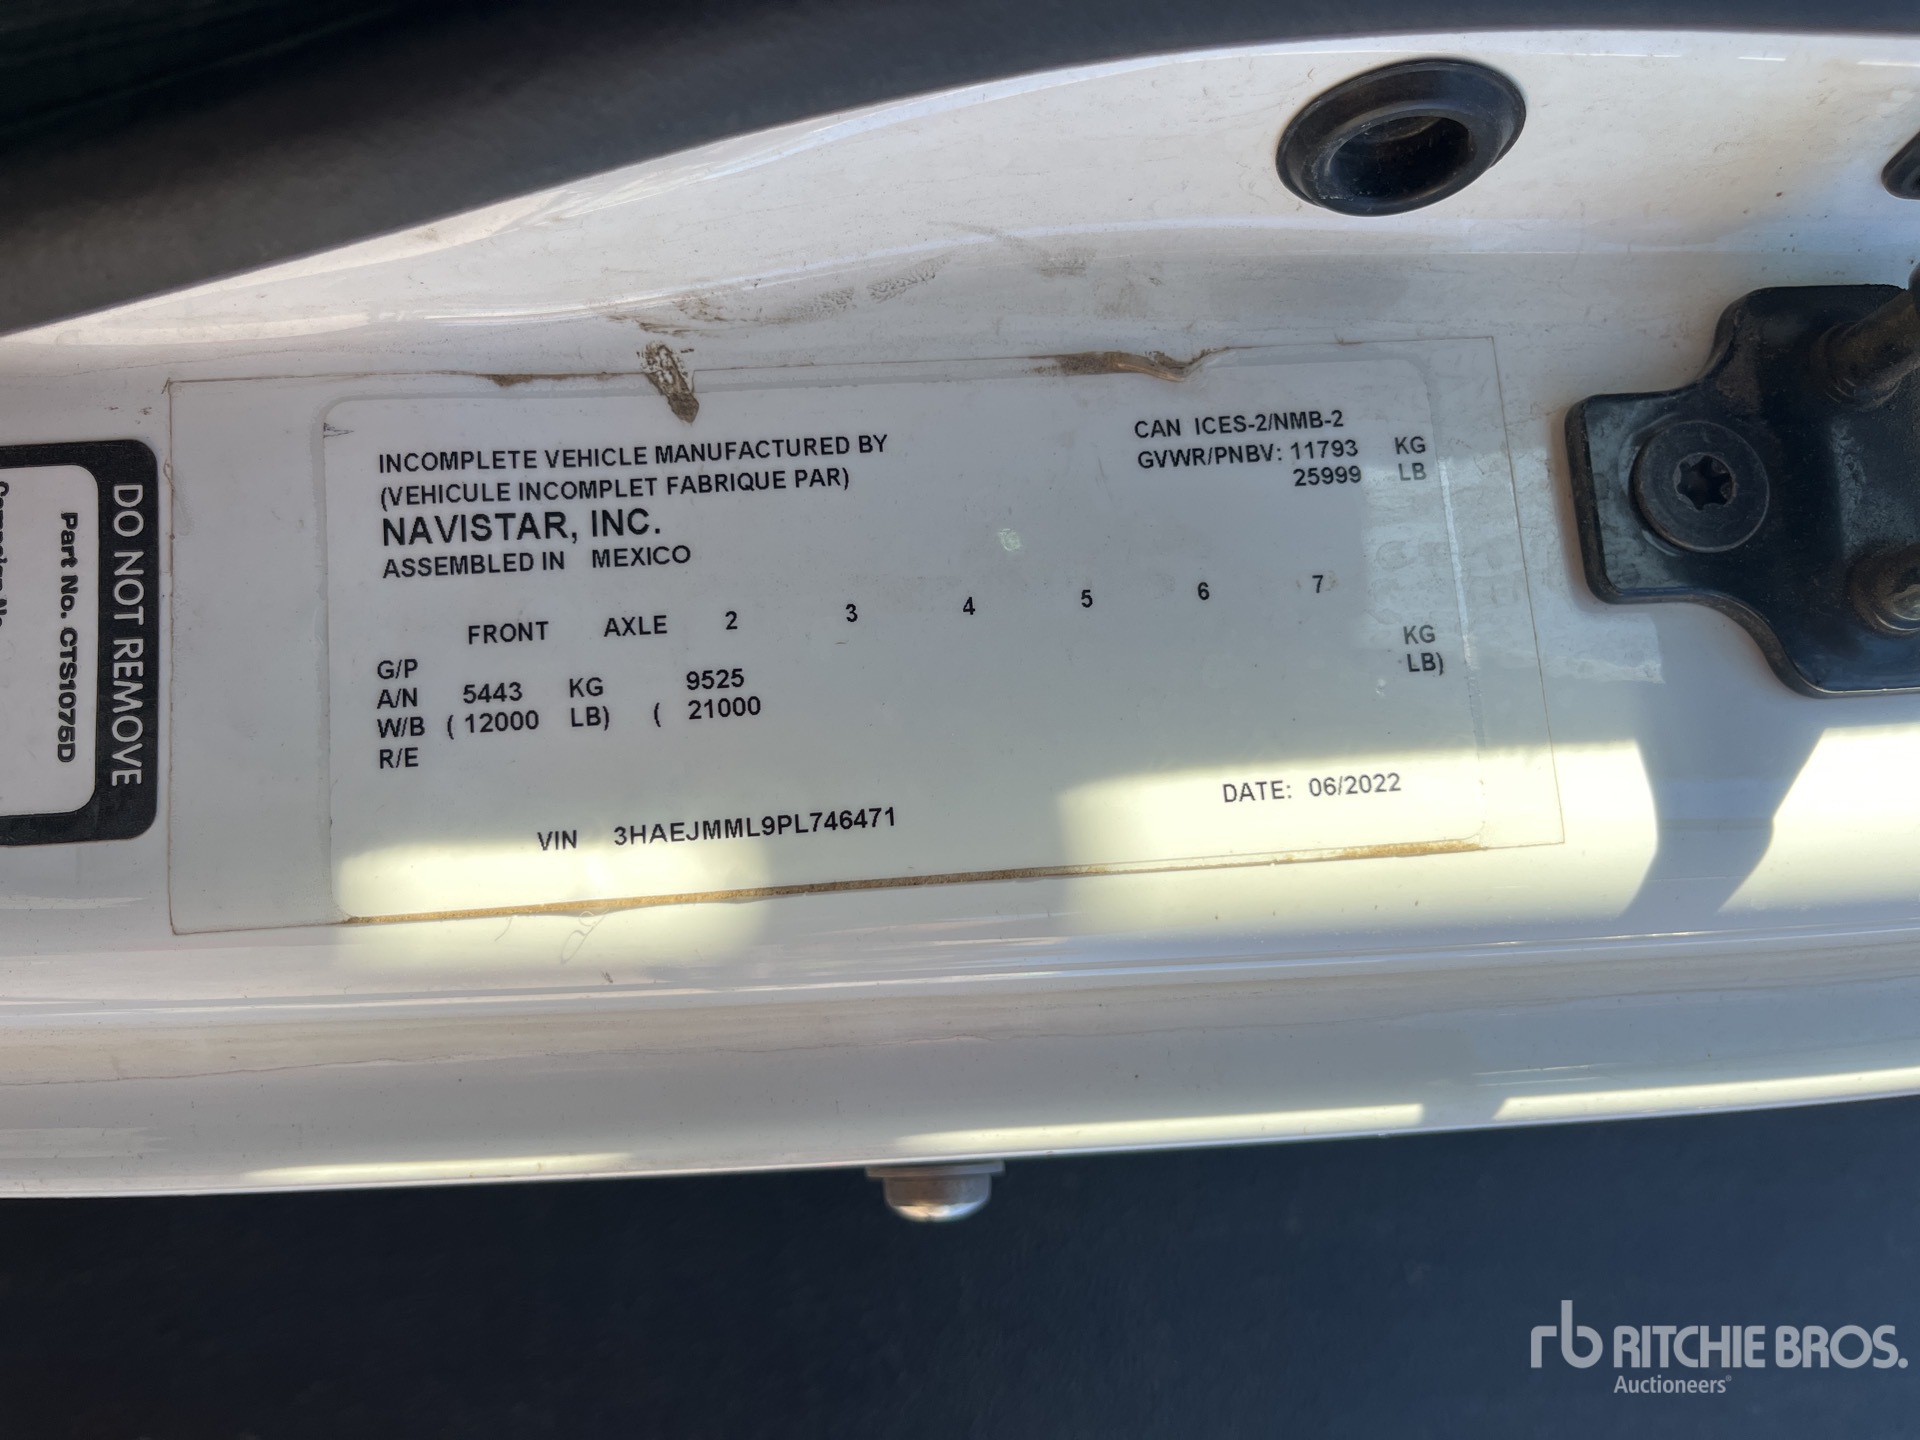 INCOMPLETE VEHICLE MANUFACTURED BY
(VEHICULE INCOMPLET FABRIQUE PAR)
NAVISTAR, INC.
ASSEMBLED IN MEXICO
CAN ICES-2/NMB-2
GVWR/PNBV: 11793 KG
25999 LB
FRONT AXLE 2 3 4 5 6 7
G/P
A/N 5443 KG 9525 KG
W/B ( 12000 LB) ( 21000 LB)
R/E
VIN 3HAEJMML9PL746471
DATE: 06/2022
DO NOT REMOVE
Part No. CTS1075D
rb RITCHIE BROS.
Auctioneers